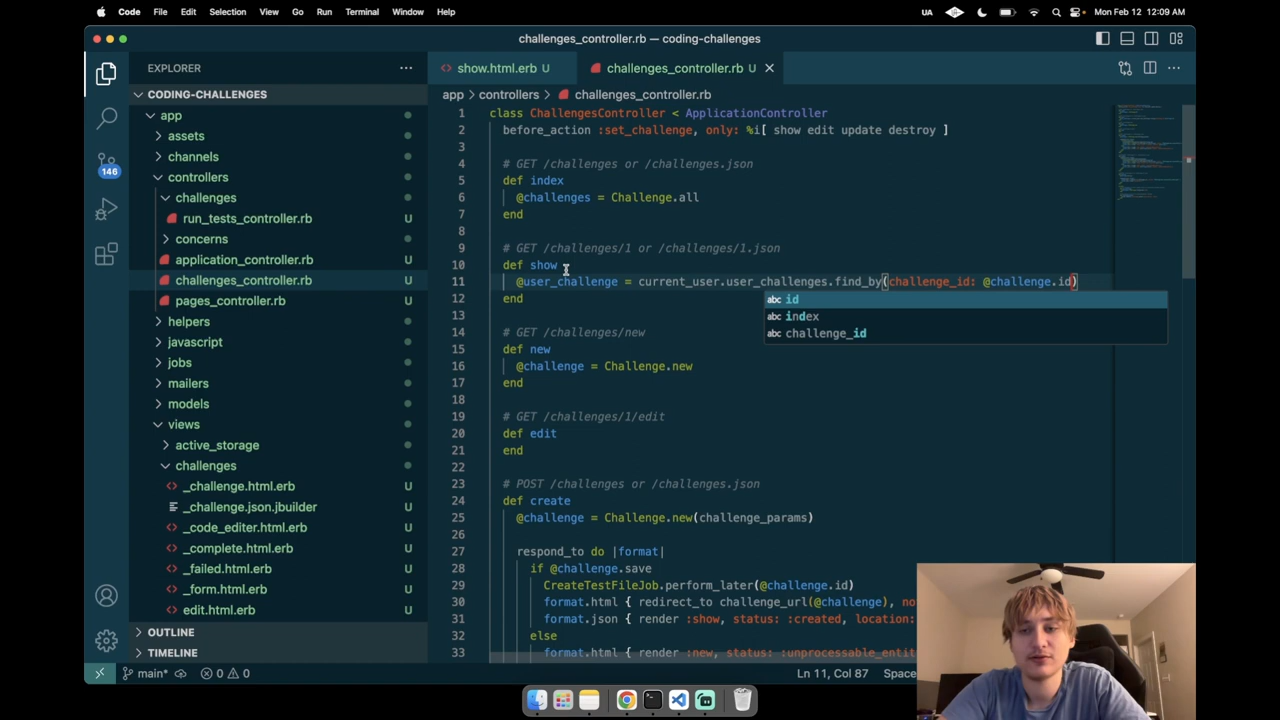 Code File Edit Selection View Go Run Terminal Window Help UA Mon Feb 12 12:09 AM
challenges_controller.rb — coding-challenges
EXPLORER
show.html.erb U
challenges_controller.rb U
CODING-CHALLENGES
app > controllers > challenges_controller.rb
app
assets
channels
controllers
challenges
run_tests_controller.rb U
concerns
application_controller.rb U
challenges_controller.rb U
pages_controller.rb U
helpers
javascript
jobs
mailers
models
views
active_storage
challenges
_challenge.html.erb U
_challenge.json.jbuilder U
_code_editer.html.erb U
_complete.html.erb U
_failed.html.erb U
_form.html.erb U
edit.html.erb U
OUTLINE
TIMELINE
146
1 class ChallengesController < ApplicationController
2 before_action :set_challenge, only: %i[ show edit update destroy ]
3
4 # GET /challenges or /challenges.json
5 def index
6 @challenges = Challenge.all
7 end
8
9 # GET /challenges/1 or /challenges/1.json
10 def show
11 @user_challenge = current_user.user_challenges.find_by(challenge_id: @challenge.id)
12 end
abc id
abc index
abc challenge_id
13
14 # GET /challenges/new
15 def new
16 @challenge = Challenge.new
17 end
18
19 # GET /challenges/1/edit
20 def edit
21 end
22
23 # POST /challenges or /challenges.json
24 def create
25 @challenge = Challenge.new(challenge_params)
26
27 respond_to do |format|
28 if @challenge.save
29 CreateTestFileJob.perform_later(@challenge.id)
30 format.html { redirect_to challenge_url(@challenge), no
31 format.json { render :show, status: :created, location:
32 else
33 format.html { render :new, status: :unprocessable_enti
main* 0 0 Ln 11, Col 87 Spac